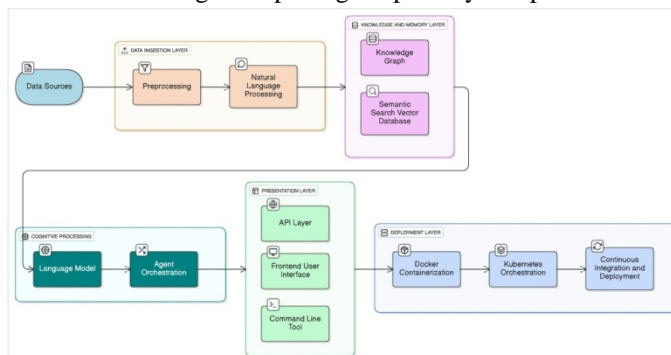 DATA INGESTION LAYER
KNOWLEDGE AND MEMORY LAYER
Data Sources
Preprocessing
Natural
Language
Processing
Knowledge
Graph
Semantic
Search Vector
Database
COGNITIVE PROCESSING
Language Model
Agent
Orchestration
PRESENTATION LAYER
API Layer
Frontend User
Interface
Command Line
Tool
DEPLOYMENT LAYER
Docker
Containerization
Kubernetes
Orchestration
Continuous
Integration and
Deployment